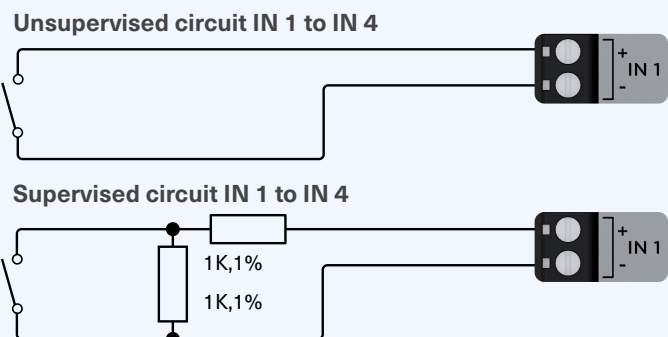 Unsupervised circuit IN 1 to IN 4
+
IN 1
-
Supervised circuit IN 1 to IN 4
+
IN 1
-
1K,1%
1K,1%